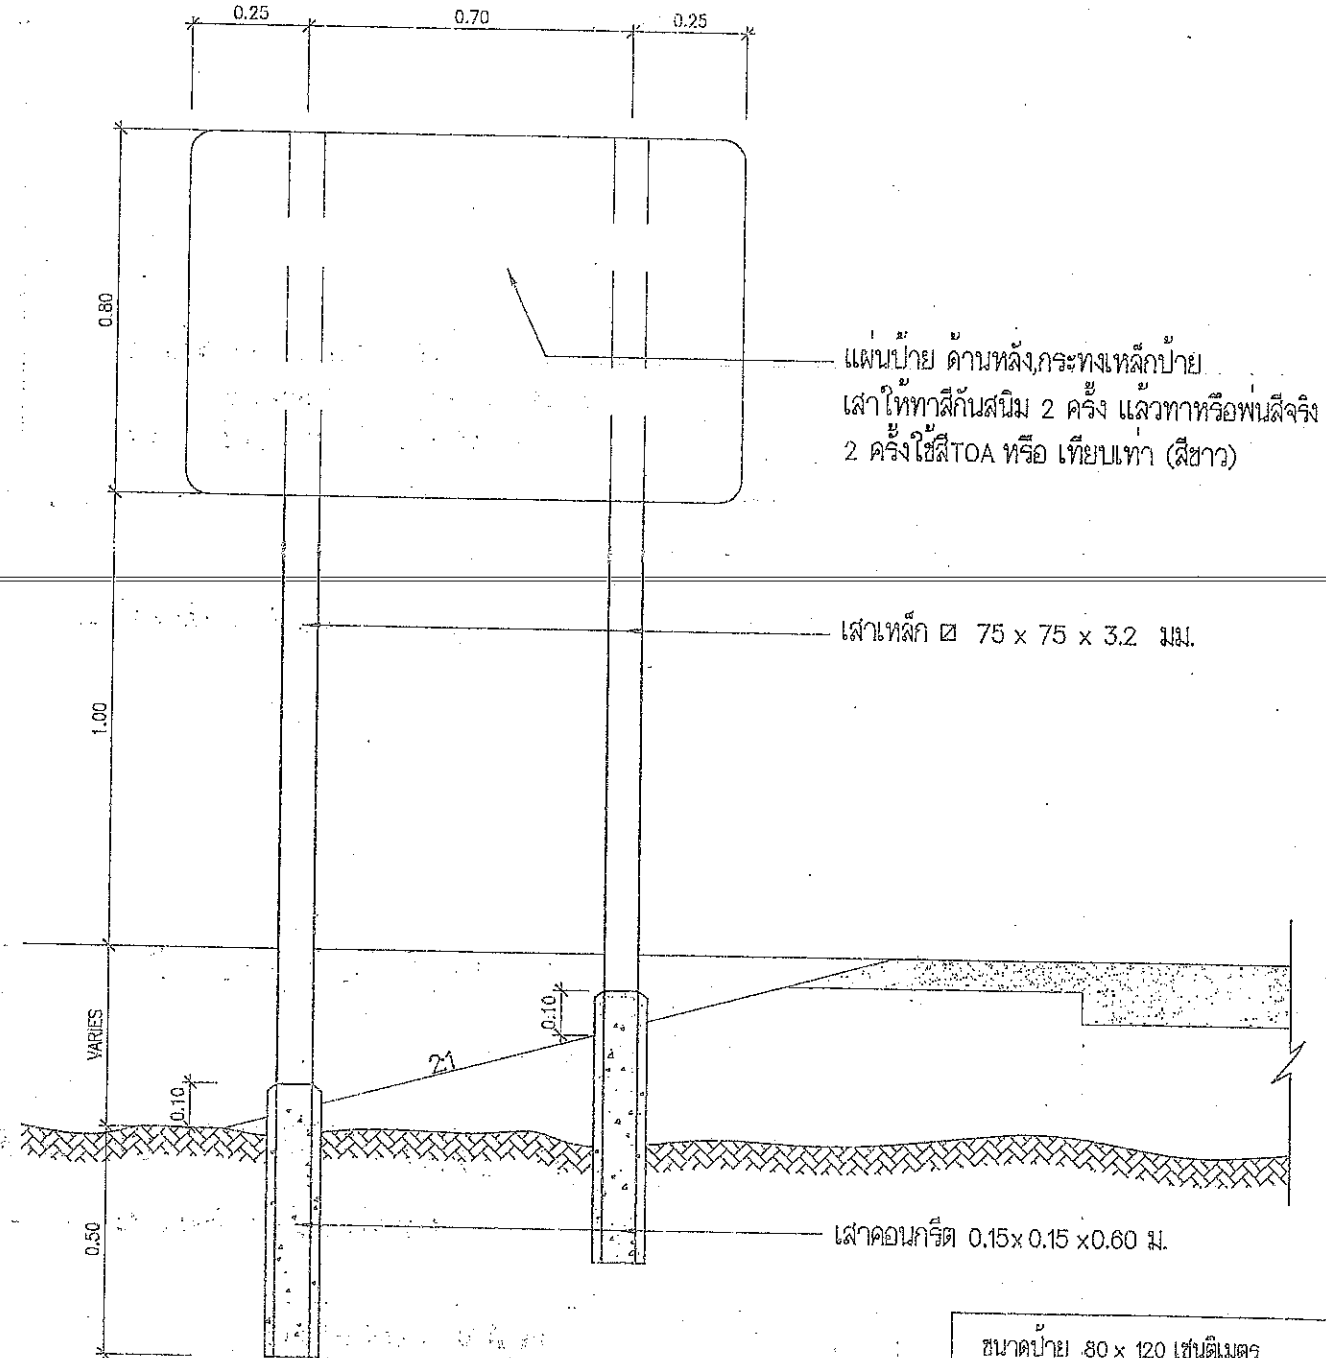 0.25 0.70 0.25
0.80
แผ่นป้าย ด้านหลัง,กระทงเหล็กป้าย
เสาให้ทาสีกันสนิม 2 ครั้ง แล้วทาหรือพ่นสีจริง
2 ครั้งใช้สีTOA หรือ เทียบเท่า (สีขาว)
เสาเหล็ก 75 x 75 x 3.2 มม.
1.00
VARIES
0.10
0.10
2:1
0.50
เสาคอนกรีต 0.15x 0.15 x0.60 ม.
ขนาดป้าย 80 x 120 เซนติเมตร